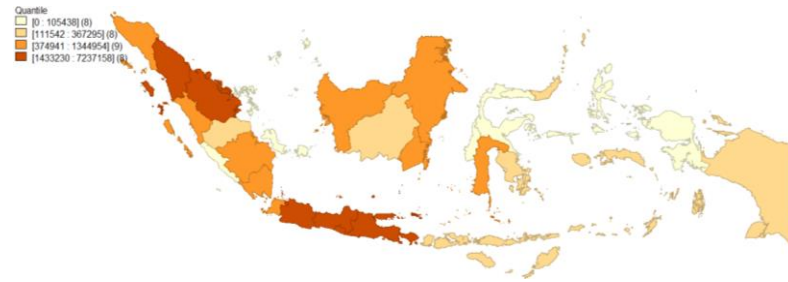 Quantile
[0 : 105438] (8)
[111542 : 367295] (8)
[374941 : 1344954] (9)
[1433230 : 7237158] (8)